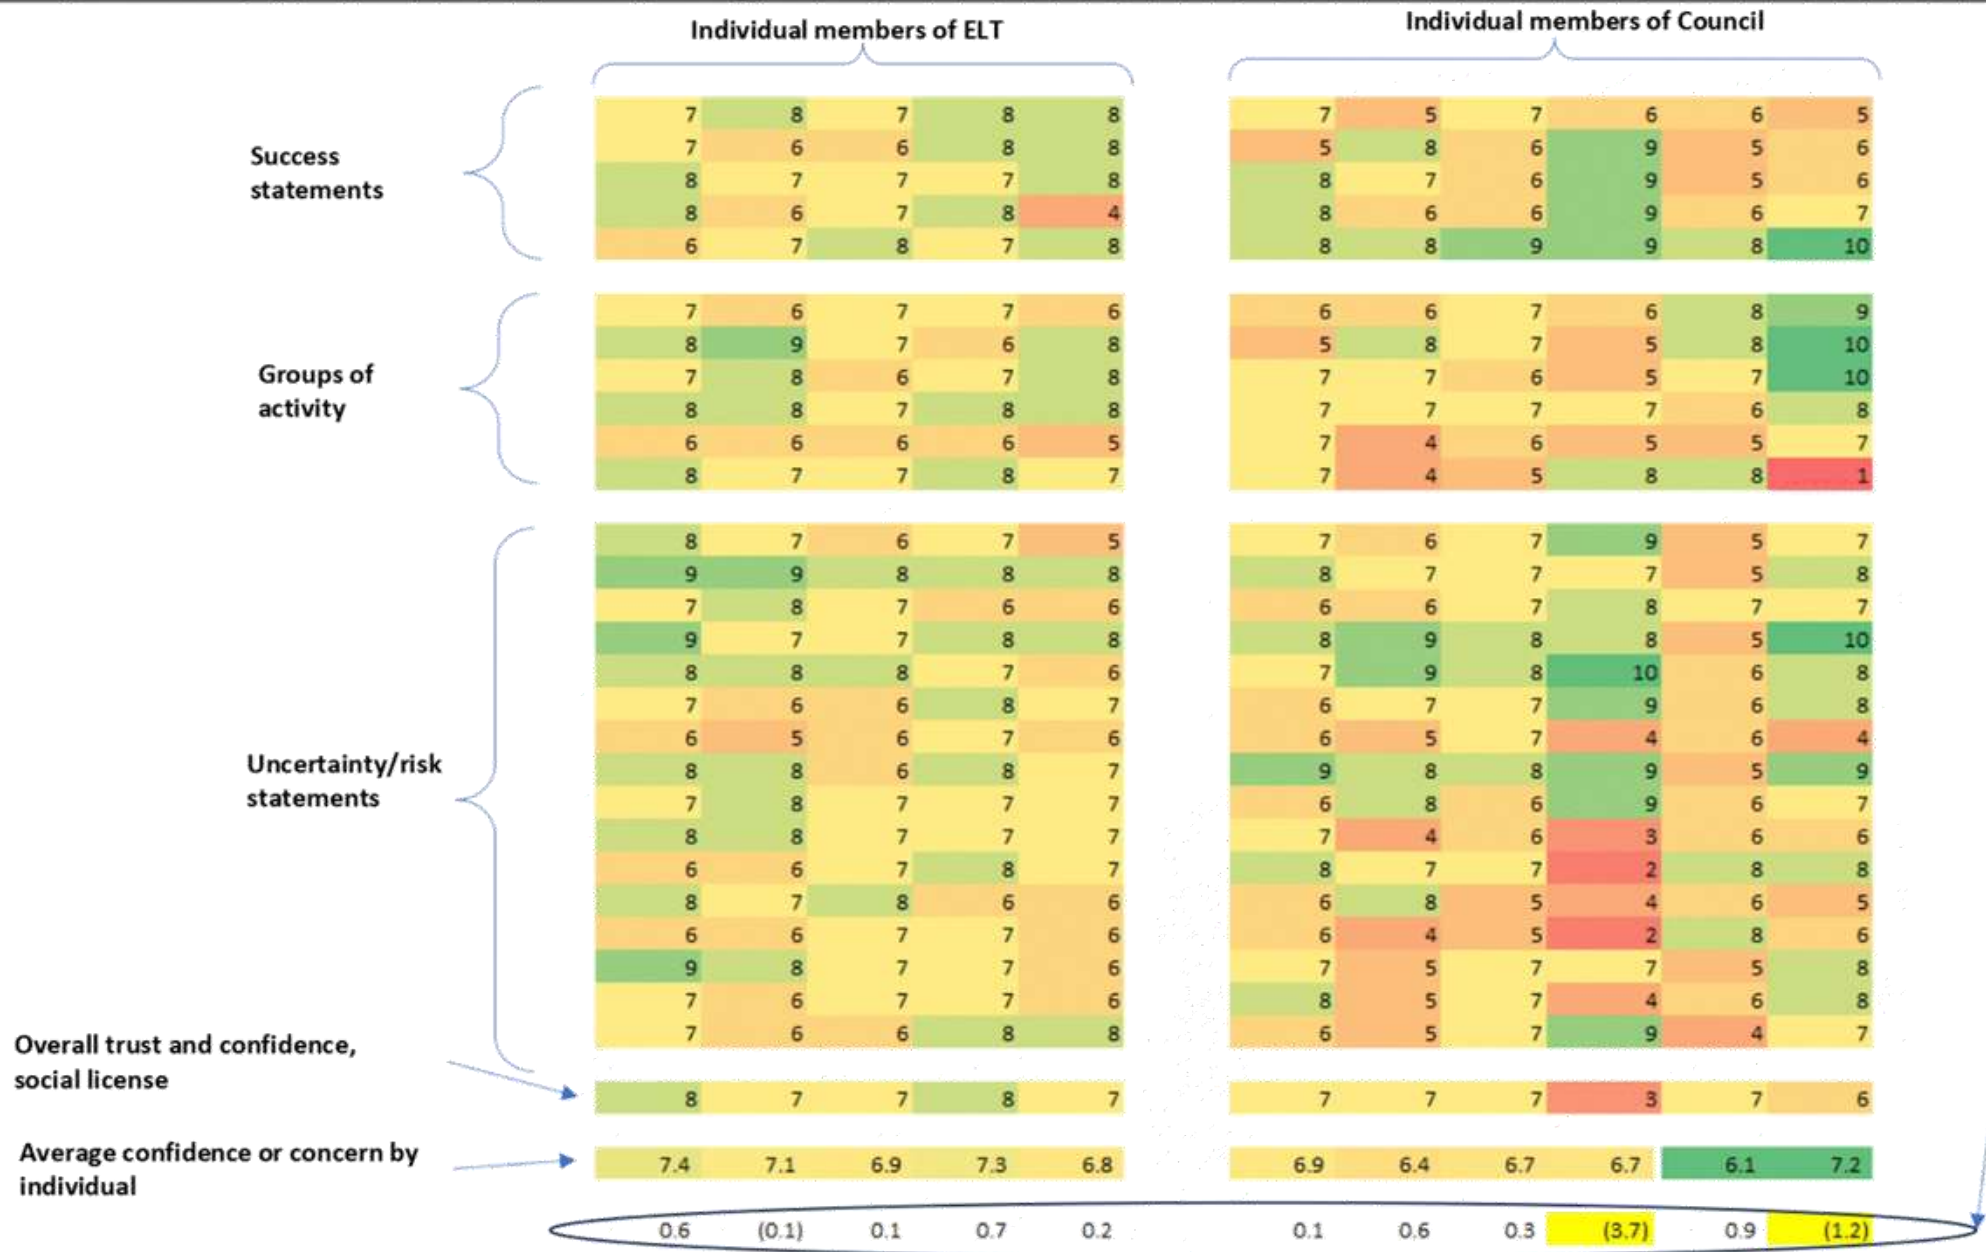 Individual members of ELT Individual members of Council
7 8 7 8 8 7 5 7 6 6 5
Success 7 6 6 8 8 5 8 6 9 5 6
statements 8 7 7 7 8 8 7 6 9 5 6
8 6 7 8 4 8 6 6 9 6 7
6 7 8 7 8 8 8 9 9 8 10
7 6 7 7 6 6 6 7 6 8 9
8 9 7 6 8 5 8 7 5 8 10
Groups of 7 8 6 7 8 7 7 6 5 7 10
activity 8 8 7 8 8 7 7 7 7 6 8
6 6 6 6 5 7 4 6 5 5 7
8 7 7 8 7 7 4 5 8 8 1
8 7 6 7 5 7 6 7 9 5 7
9 9 8 8 8 8 7 7 7 5 8
7 8 7 6 6 6 6 7 8 7 7
9 7 7 8 8 8 9 8 8 5 10
8 8 8 7 6 7 9 8 10 6 8
7 6 6 8 7 6 7 7 9 6 8
6 5 6 7 6 6 5 7 4 6 4
Uncertainty/risk 8 8 6 8 7 9 8 8 9 5 9
statements 7 8 7 7 7 6 8 6 9 6 7
8 8 7 7 7 7 4 6 3 6 6
6 6 7 8 7 8 7 7 2 8 8
8 7 8 6 6 6 8 5 4 6 5
6 6 7 7 6 6 4 5 2 8 6
9 8 7 7 6 7 5 7 7 5 8
7 6 7 7 6 8 5 7 4 6 8
7 6 6 8 8 6 5 7 9 4 7
Overall trust and confidence,
social license 8 7 7 8 7 7 7 7 3 7 6
Average confidence or concern by 7.4 7.1 6.9 7.3 6.8 6.9 6.4 6.7 6.7 6.1 7.2
individual
0.6 (0.1) 0.1 0.7 0.2 0.1 0.6 0.3 (3.7) 0.9 (1.2)